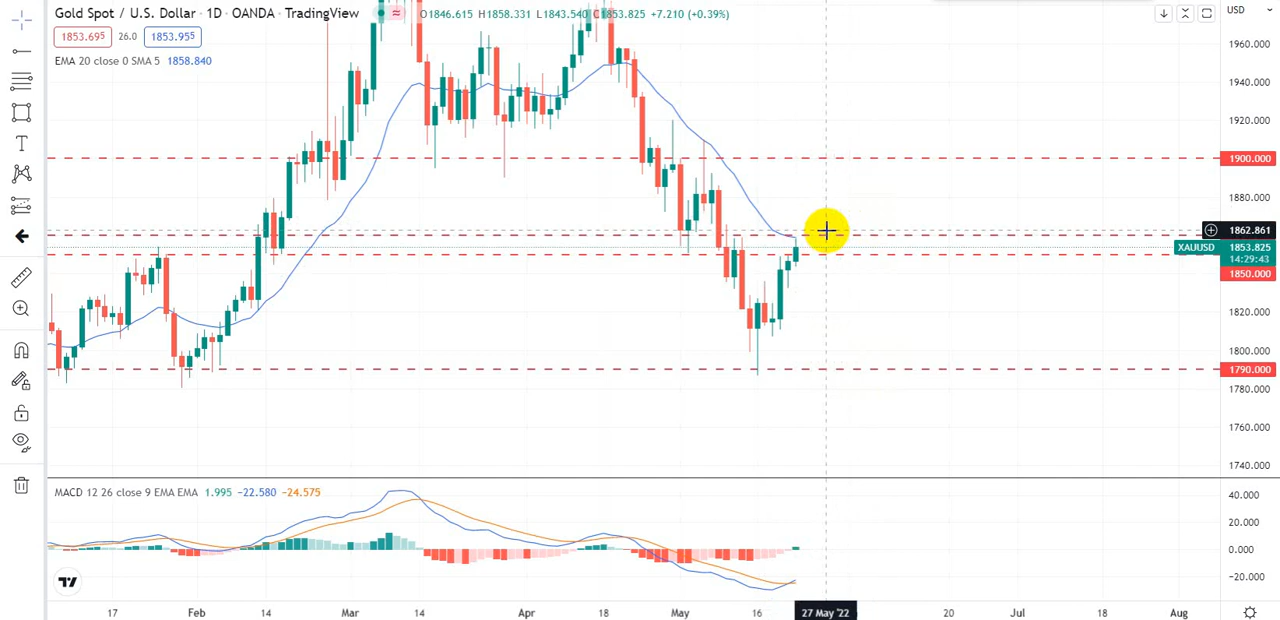 Gold Spot / U.S. Dollar · 1D · OANDA · TradingView O1846.615 H1858.331 L1843.540 C1853.825 +7.210 (+0.39%)
1853.695 26.0 1853.955
EMA 20 close 0 SMA 5 1858.840
USD
1960.000
1940.000
1920.000
1900.000
1880.000
1862.861
XAUUSD 1853.825
14:29:43
1850.000
1820.000
1800.000
1790.000
1780.000
1760.000
1740.000
MACD 12 26 close 9 EMA EMA 1.995 −22.580 −24.575
40.000
20.000
0.000
−20.000
17 Feb 14 Mar 14 Apr 18 May 16 27 May '22 20 Jul 18 Aug